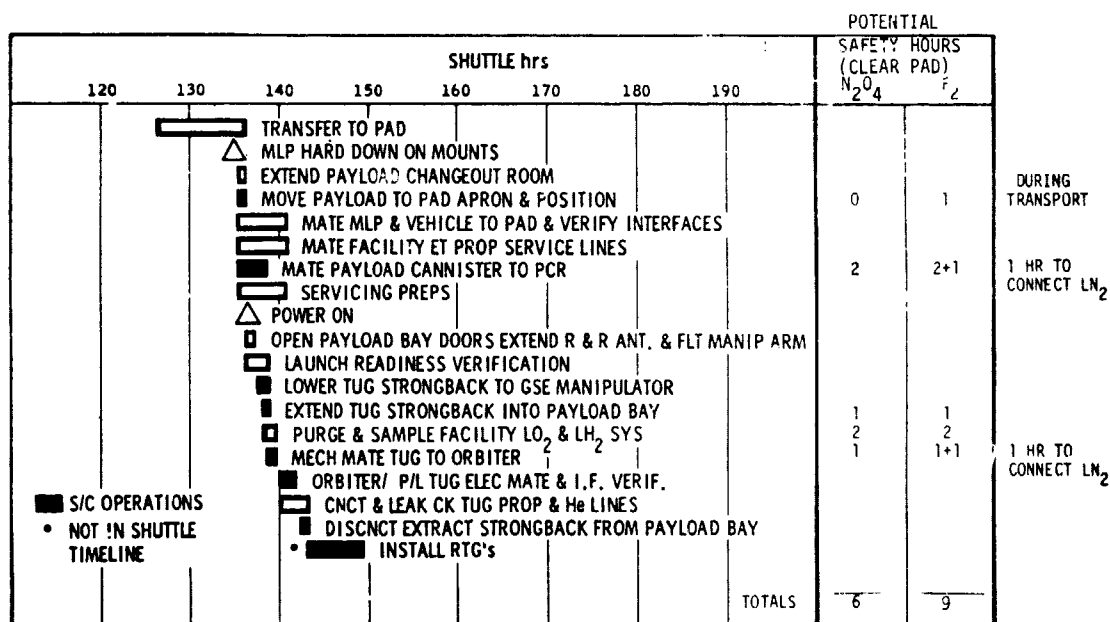 POTENTIAL
SAFETY HOURS
(CLEAR PAD)
N2O4 F2
SHUTTLE hrs
120 130 140 150 160 170 180 190
TRANSFER TO PAD
MLP HARD DOWN ON MOUNTS
EXTEND PAYLOAD CHANGEOUT ROOM
MOVE PAYLOAD TO PAD APRON & POSITION 0 1 DURING TRANSPORT
MATE MLP & VEHICLE TO PAD & VERIFY INTERFACES
MATE FACILITY ET PROP SERVICE LINES
MATE PAYLOAD CANNISTER TO PCR 2 2+1 1 HR TO CONNECT LN2
SERVICING PREPS
POWER ON
OPEN PAYLOAD BAY DOORS EXTEND R & R ANT. & FLT MANIP ARM
LAUNCH READINESS VERIFICATION
LOWER TUG STRONGBACK TO GSE MANIPULATOR
EXTEND TUG STRONGBACK INTO PAYLOAD BAY 1 1
PURGE & SAMPLE FACILITY LO2 & LH2 SYS 2 2
MECH MATE TUG TO ORBITER 1 1+1 1 HR TO CONNECT LN2
ORBITER/ P/L TUG ELEC MATE & I.F. VERIF.
CNCT & LEAK CK TUG PROP & He LINES
DISCNCT EXTRACT STRONGBACK FROM PAYLOAD BAY
• INSTALL RTG's
S/C OPERATIONS
• NOT IN SHUTTLE
TIMELINE
TOTALS 6 9